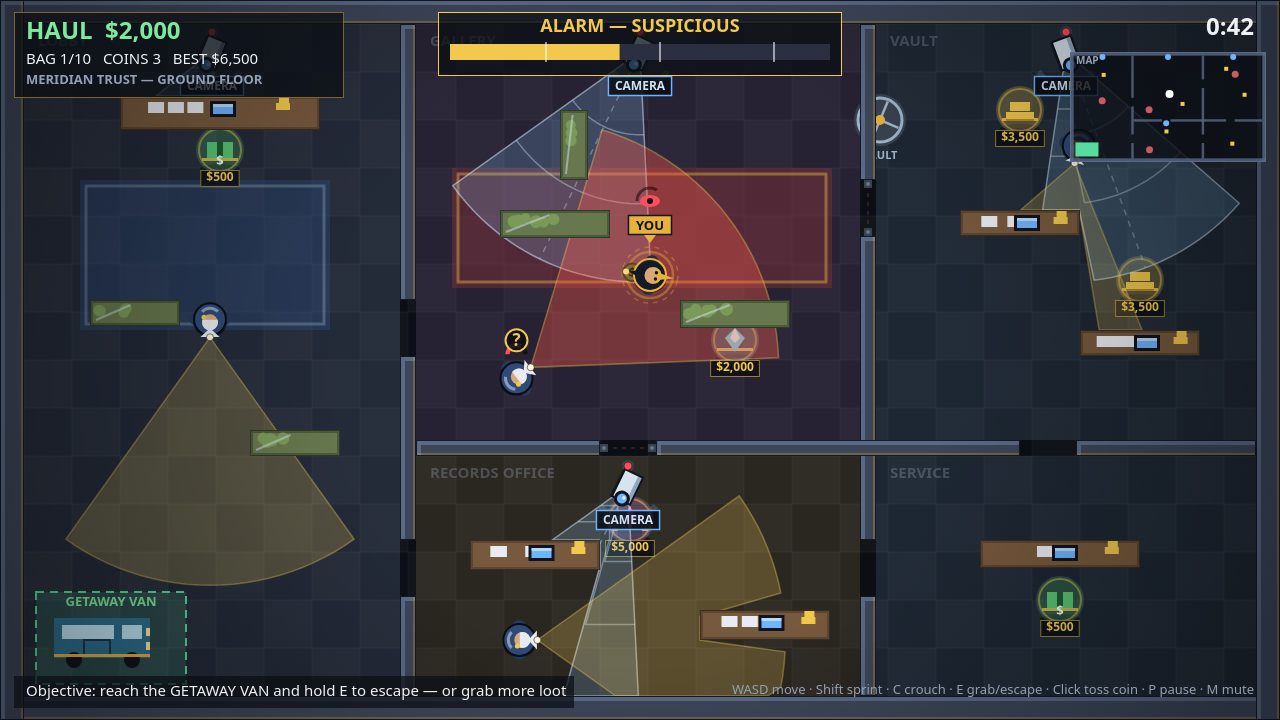 HAUL $2,000
BAG 1/10 COINS 3 BEST $6,500
MERIDIAN TRUST — GROUND FLOOR
CAMERA
ALARM — SUSPICIOUS
GALLERY
CAMERA
VAULT
CAMERA
0:42
MAP
$500
$3,500
ULT
YOU
$3,500
?
$2,000
RECORDS OFFICE
SERVICE
CAMERA
$5,000
$500
GETAWAY VAN
Objective: reach the GETAWAY VAN and hold E to escape — or grab more loot
WASD move · Shift sprint · C crouch · E grab/escape · Click toss coin · P pause · M mute